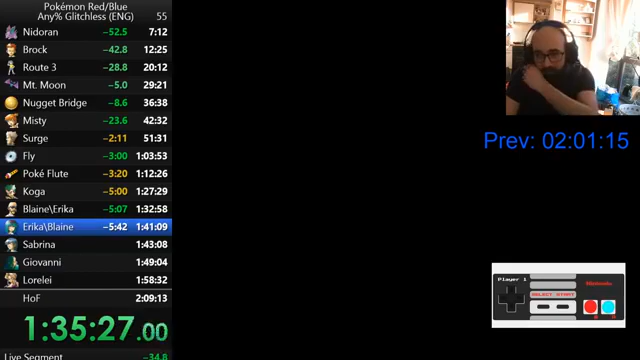 Pokémon Red/Blue
Any% Glitchless (ENG) 55
Nidoran −52.5 7:12
Brock −42.8 12:25
Route 3 −28.8 20:12
Mt. Moon −5.0 29:21
Nugget Bridge −8.6 36:38
Misty −23.6 42:32
Surge −2:11 51:31
Fly −3:00 1:03:53
Poké Flute −3:20 1:12:26
Koga −5:00 1:27:29
Blaine\Erika −5:07 1:32:58
Erika\Blaine −5:42 1:41:09
Sabrina 1:43:08
Giovanni 1:49:04
Lorelei 1:58:32
HoF 2:09:13
1:35:27.00
Live Segment −34.8
Prev: 02:01:15
Player 1
Nintendo
SELECT START